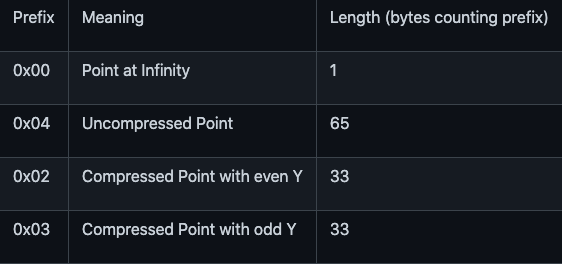 Prefix Meaning Length (bytes counting prefix)
0x00 Point at Infinity 1
0x04 Uncompressed Point 65
0x02 Compressed Point with even Y 33
0x03 Compressed Point with odd Y 33